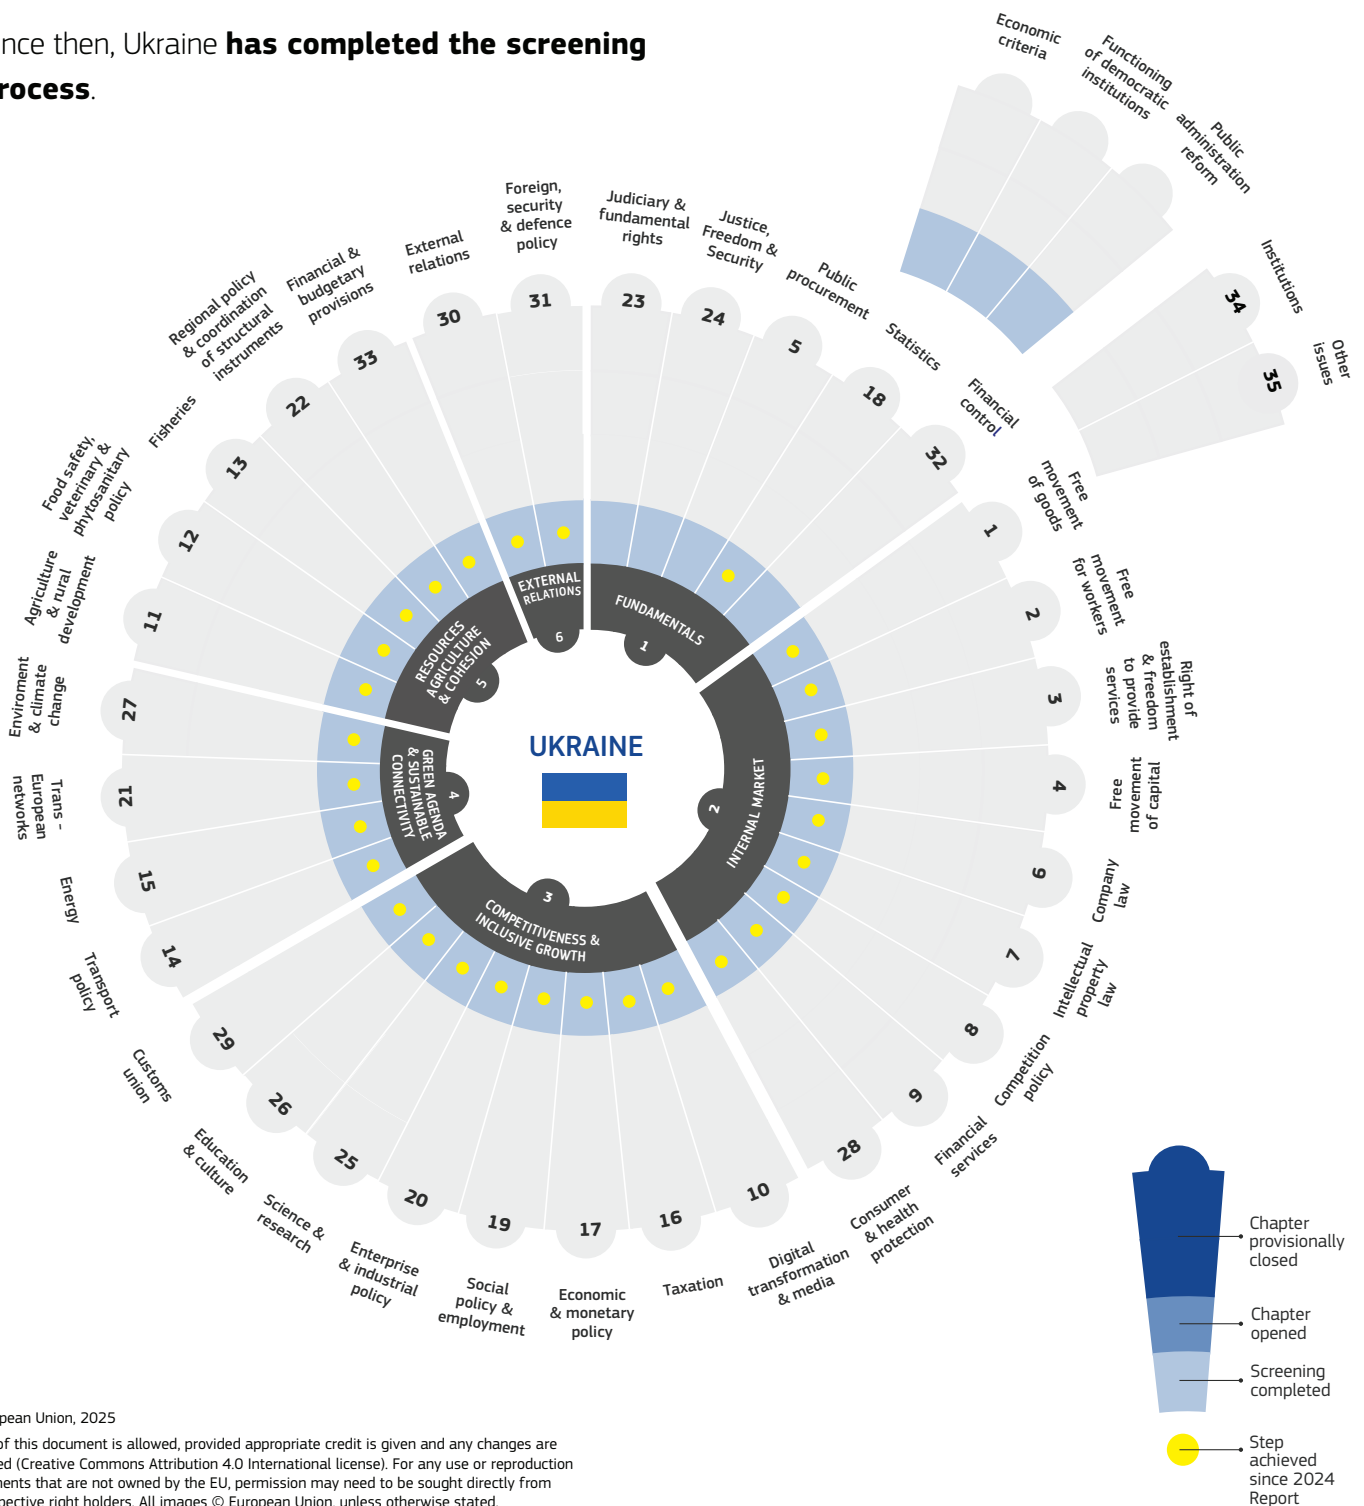 nce then, Ukraine has completed the screening
rocess.
Economic
criteria
Functioning
of democratic
institutions
Public
administration
reform
34
Institutions
35
Other
issues
Foreign,
security
& defence
policy
31
Judiciary &
fundamental
rights
23
Justice,
Freedom &
Security
24
Public
procurement
5
Statistics
18
Financial
control
32
Free
movement
of goods
1
Free
movement
for workers
2
Right of
establishment
& freedom
to provide
services
3
Free
movement
of capital
4
Company
law
6
Intellectual
property
law
7
Competition
policy
8
Financial
services
9
Consumer
& health
protection
28
Digital
transformation
& media
10
Taxation
16
Economic
& monetary
policy
17
Social
policy &
employment
19
Enterprise
& industrial
policy
20
Science &
research
25
Education
& culture
26
Customs
union
29
Transport
policy
14
Energy
15
Trans -
European
networks
21
Enviroment
& climate
change
27
Agriculture
& rural
development
11
Food safety,
veterinary &
phytosanitary
policy
12
Fisheries
13
Regional policy
& coordination
of structural
instruments
22
Financial &
budgetary
provisions
33
External
relations
30
FUNDAMENTALS
1
INTERNAL MARKET
2
COMPETITIVENESS &
INCLUSIVE GROWTH
3
GREEN AGENDA
& SUSTAINABLE
CONNECTIVITY
4
RESOURCES
AGRICULTURE
& COHESION
5
EXTERNAL
RELATIONS
6
UKRAINE
Chapter
provisionally
closed
Chapter
opened
Screening
completed
Step
achieved
since 2024
Report
pean Union, 2025
of this document is allowed, provided appropriate credit is given and any changes are
ed (Creative Commons Attribution 4.0 International license). For any use or reproduction
ments that are not owned by the EU, permission may need to be sought directly from
pective right holders. All images © European Union, unless otherwise stated.